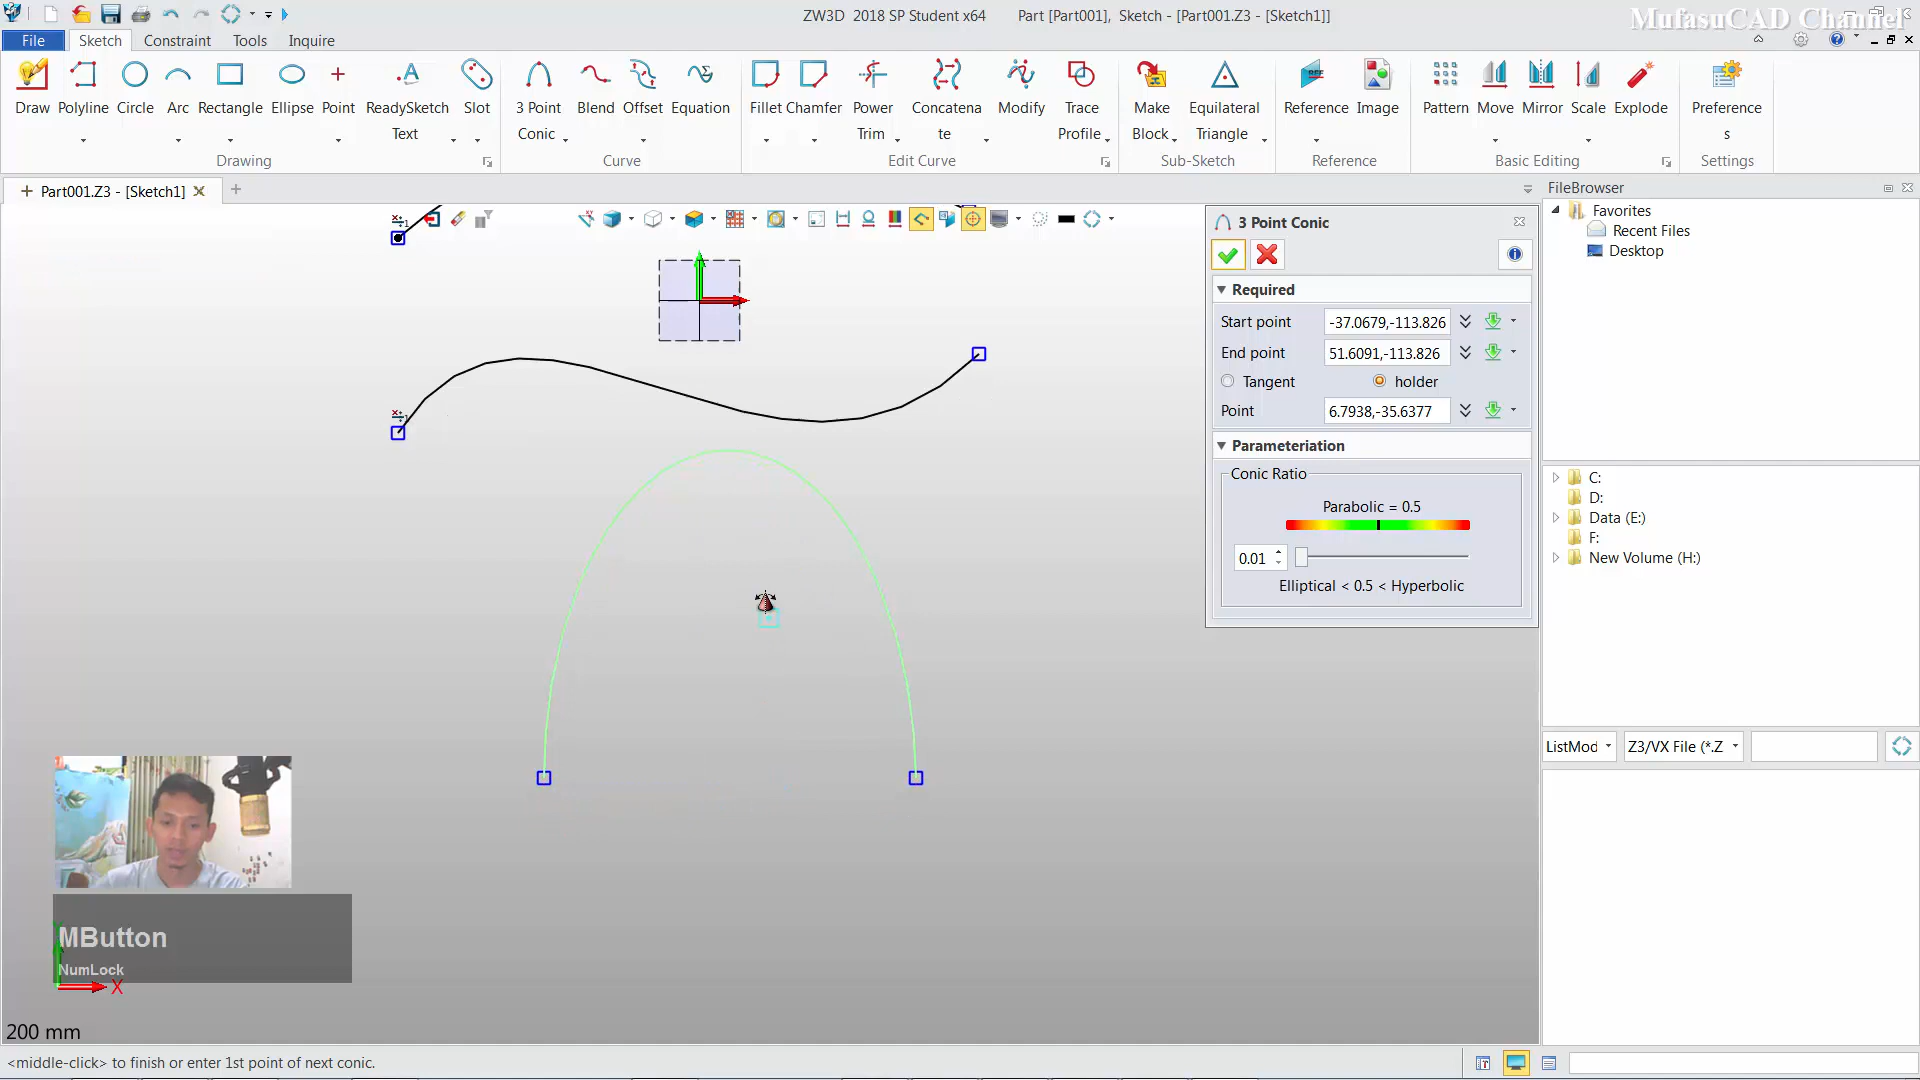 ZW3D 2018 SP Student x64 Part [Part001], Sketch - [Part001.Z3 - [Sketch1]]
MufasuCAD Channel
File Sketch Constraint Tools Inquire
Draw Polyline Circle Arc Rectangle Ellipse Point ReadySketch Text Slot
Drawing
3 Point Conic Blend Offset Equation
Curve
Fillet Chamfer Power Trim Concatena te Modify Trace Profile
Edit Curve
Make Block Equilateral Triangle
Sub-Sketch
Reference Image
Reference
Pattern Move Mirror Scale Explode
Basic Editing
Preference s
Settings
Part001.Z3 - [Sketch1]
3 Point Conic
Required
Start point -37.0679,-113.826
End point 51.6091,-113.826
Tangent holder
Point 6.7938,-35.6377
Parameteriation
Conic Ratio
Parabolic = 0.5
0.01
Elliptical < 0.5 < Hyperbolic
FileBrowser
Favorites
Recent Files
Desktop
C:
D:
Data (E:)
F:
New Volume (H:)
ListMod Z3/VX File (*.Z
MButton
NumLock
X
200 mm
<middle-click> to finish or enter 1st point of next conic.